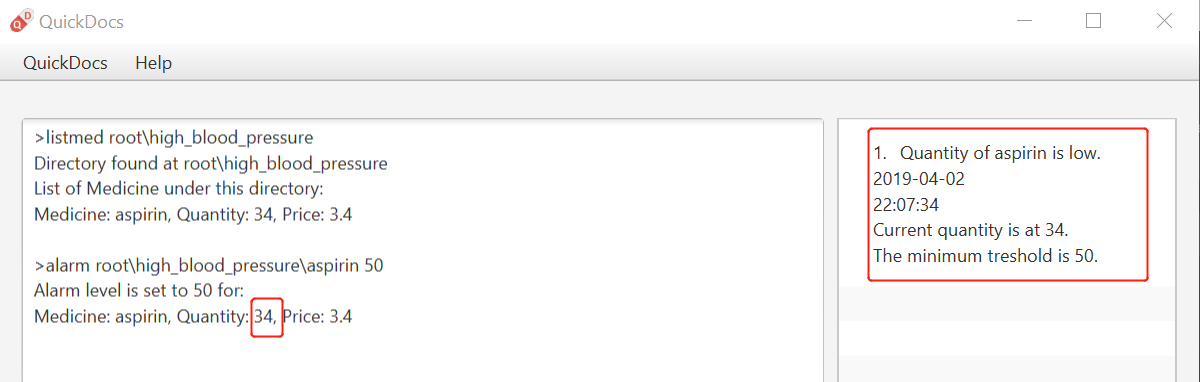 Q D
QuickDocs
QuickDocs Help
>listmed root\high_blood_pressure
Directory found at root\high_blood_pressure
List of Medicine under this directory:
Medicine: aspirin, Quantity: 34, Price: 3.4
>alarm root\high_blood_pressure\aspirin 50
Alarm level is set to 50 for:
Medicine: aspirin, Quantity: 34, Price: 3.4
1. Quantity of aspirin is low.
2019-04-02
22:07:34
Current quantity is at 34.
The minimum treshold is 50.